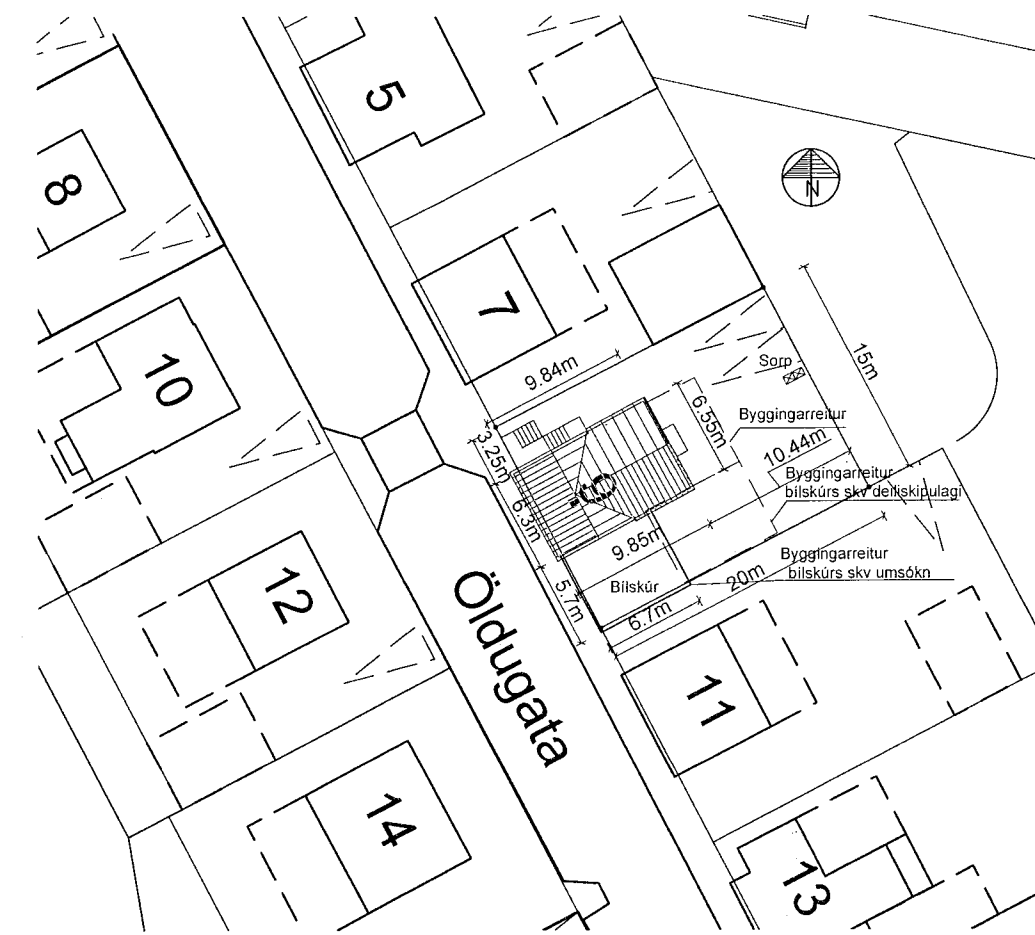 5
8
N
7
10
9.84m
15m
Sorp
3.25m
6.55m
Byggingarreitur
10.44m
Byggingarreitur
bílskúrs skv deiliskipulagi
6.3m
9.85m
Byggingarreitur
bílskúrs skv umsókn
20m
Bílskúr
5.7m
6.7m
12
Öldugata
11
14
13